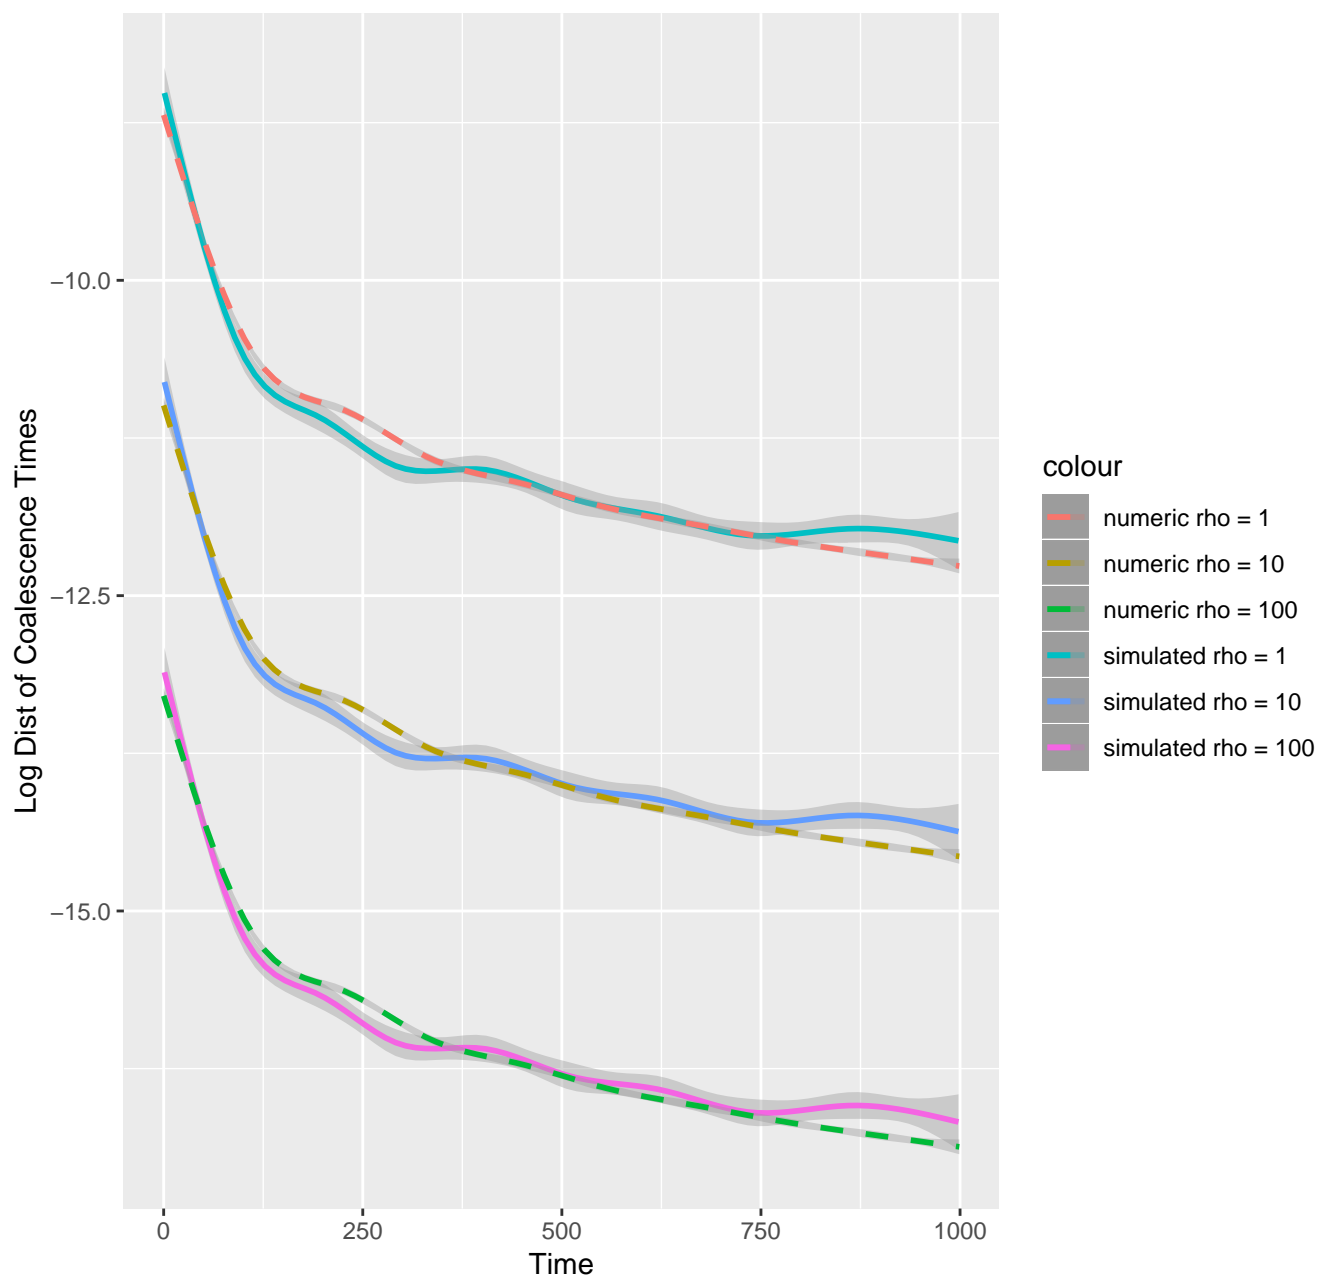 Log Dist of Coalescence Times
−10.0
−12.5
−15.0
0 250 500 750 1000
Time
colour
numeric rho = 1
numeric rho = 10
numeric rho = 100
simulated rho = 1
simulated rho = 10
simulated rho = 100